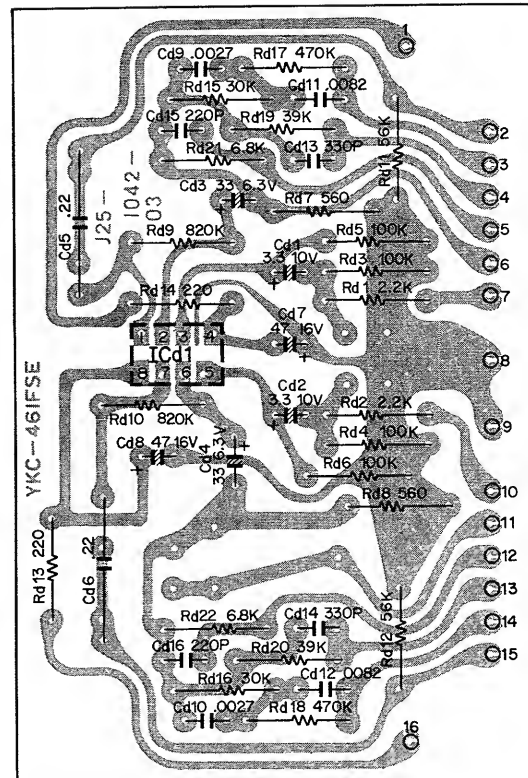 1
Cd9 .0027
Rd17 470K
Rd15 30K
Cd11 .0082
Cd15 220P
Rd19 39K
Rd21 6.8K
Cd13 330P
Rd11 56K
2
3
4
5
6
7
8
9
10
11
12
13
14
15
16
Cd3 33 6.3V
+
Rd7 560
Cd5 .22
J25-
1042-
03
Rd9 820K
Rd5 100K
Cd1
3.3 10V
+
Rd3 100K
Rd1 2.2K
Rd14 220
Cd7
47 16V
+
1 2 3 4
ICd1
8 7 6 5
Cd2
3.3 10V
+
Rd2 2.2K
Rd10 820K
Rd4 100K
Cd8 47 16V
+
Cd4
33 6.3V
+
Rd6 100K
Rd8 560
YKC-461FSE
Rd13 220
Cd6 .22
Rd22 6.8K
Cd14 330P
Rd12 56K
Cd16 220P
Rd20 39K
Rd16 30K
Cd12 .0082
Cd10 .0027
Rd18 470K